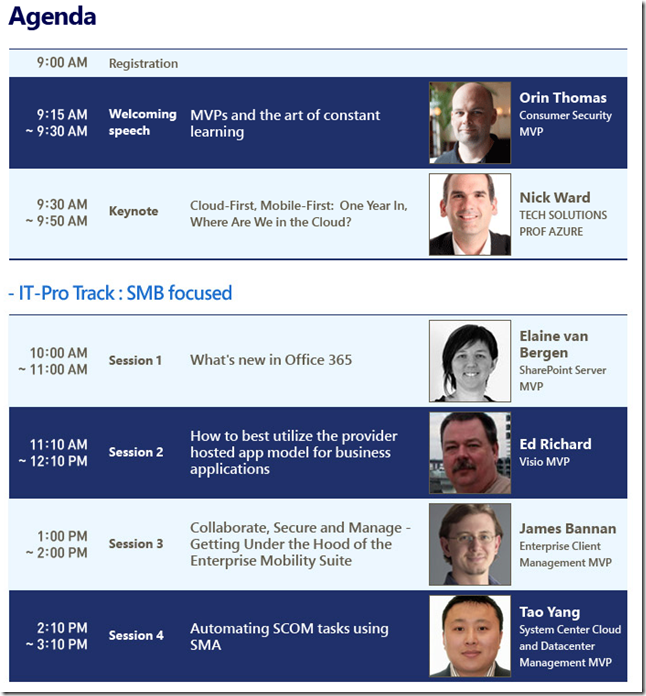 Agenda
9:00 AM Registration
9:15 AM
~ 9:30 AM
Welcoming
speech
MVPs and the art of constant
learning
Orin Thomas
Consumer Security
MVP
9:30 AM
~ 9:50 AM
Keynote
Cloud-First, Mobile-First: One Year In,
Where Are We in the Cloud?
Nick Ward
TECH SOLUTIONS
PROF AZURE
- IT-Pro Track : SMB focused
10:00 AM
~ 11:00 AM
Session 1
What's new in Office 365
Elaine van
Bergen
SharePoint Server
MVP
11:10 AM
~ 12:10 PM
Session 2
How to best utilize the provider
hosted app model for business
applications
Ed Richard
Visio MVP
1:00 PM
~ 2:00 PM
Session 3
Collaborate, Secure and Manage -
Getting Under the Hood of the
Enterprise Mobility Suite
James Bannan
Enterprise Client
Management MVP
2:10 PM
~ 3:10 PM
Session 4
Automating SCOM tasks using
SMA
Tao Yang
System Center Cloud
and Datacenter
Management MVP